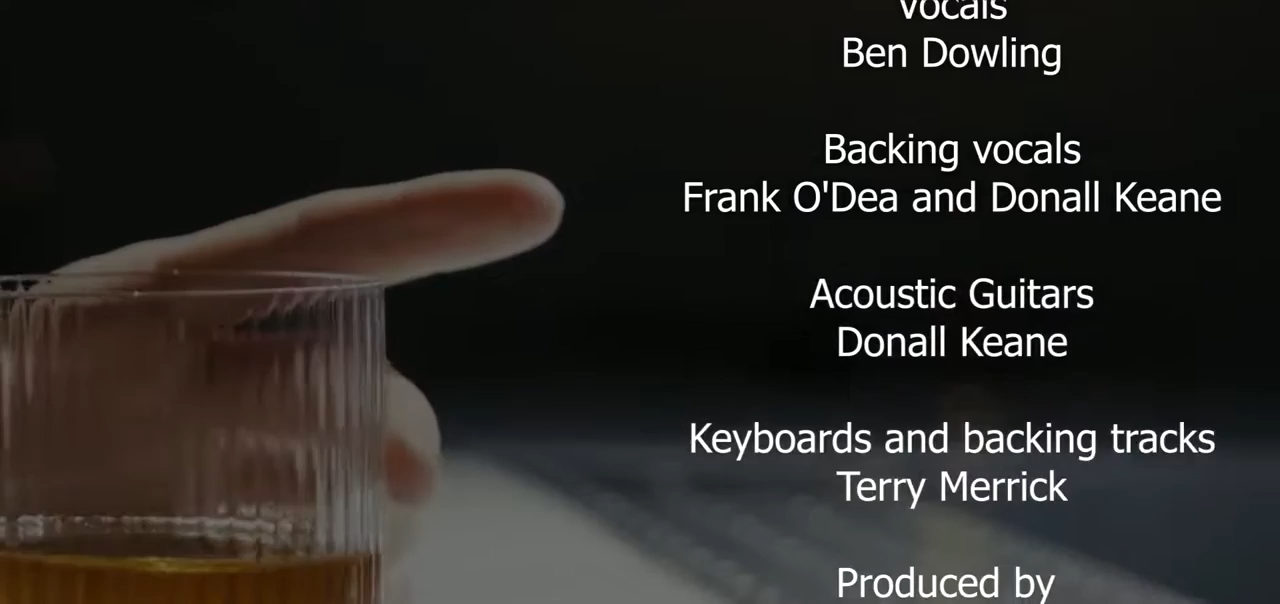 Vocals
Ben Dowling
Backing vocals
Frank O'Dea and Donall Keane
Acoustic Guitars
Donall Keane
Keyboards and backing tracks
Terry Merrick
Produced by